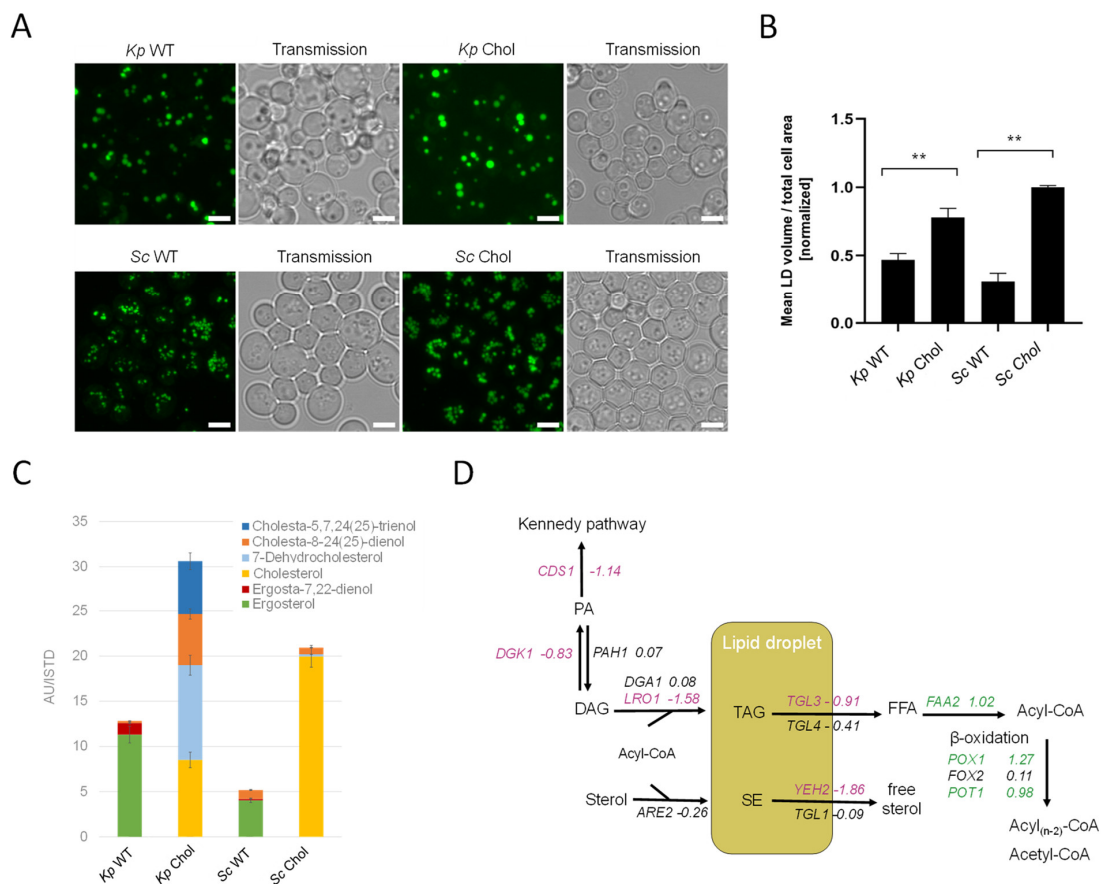 A
Kp WT
Transmission
Kp Chol
Transmission
Sc WT
Transmission
Sc Chol
Transmission
B
Mean LD volume / total cell area
[normalized]
1.5
1.0
0.5
0.0
**
**
Kp WT
Kp Chol
Sc WT
Sc Chol
C
AU/ISTD
35
30
25
20
15
10
5
0
Cholesta-5,7,24(25)-trienol
Cholesta-8-24(25)-dienol
7-Dehydrocholesterol
Cholesterol
Ergosta-7,22-dienol
Ergosterol
Kp WT
Kp Chol
Sc WT
Sc Chol
D
Kennedy pathway
CDS1 -1.14
PA
DGK1 -0.83
PAH1 0.07
DGA1 0.08
LRO1 -1.58
DAG
Acyl-CoA
Sterol
ARE2 -0.26
Lipid droplet
TAG
TGL3 - 0.91
TGL4 - 0.41
FFA
FAA2 1.02
Acyl-CoA
SE
YEH2 -1.86
TGL1 -0.09
free
sterol
β-oxidation
POX1 1.27
FOX2 0.11
POT1 0.98
Acyl(n-2)-CoA
Acetyl-CoA